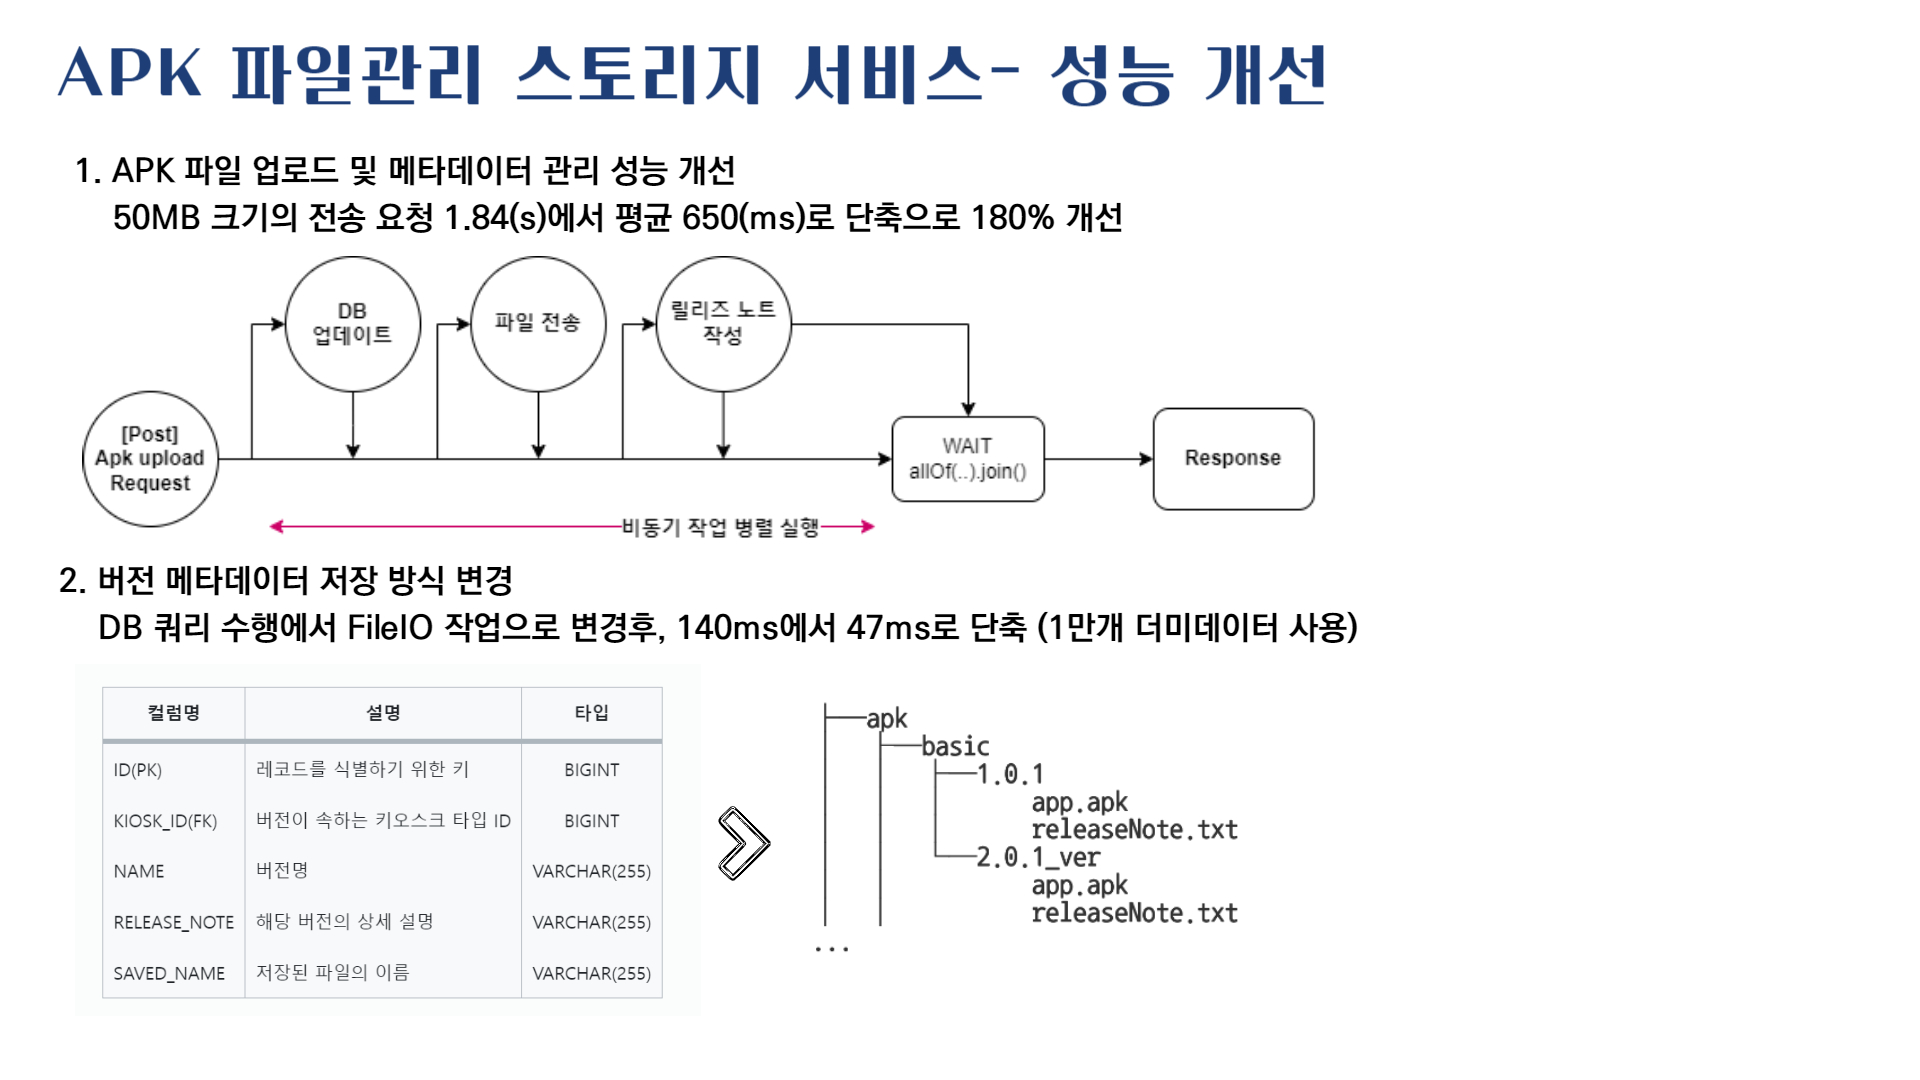 APK 파일관리 스토리지 서비스- 성능 개선
1. APK 파일 업로드 및 메타데이터 관리 성능 개선
50MB 크기의 전송 요청 1.84(s)에서 평균 650(ms)로 단축으로 180% 개선
DB
업데이트
파일 전송
릴리즈 노트
작성
[Post]
Apk upload
Request
WAIT
allOf(..).join()
Response
비동기 작업 병렬 실행
2. 버전 메타데이터 저장 방식 변경
DB 쿼리 수행에서 FileIO 작업으로 변경후, 140ms에서 47ms로 단축 (1만개 더미데이터 사용)
컬럼명 설명 타입
ID(PK) 레코드를 식별하기 위한 키 BIGINT
KIOSK_ID(FK) 버전이 속하는 키오스크 타입 ID BIGINT
NAME 버전명 VARCHAR(255)
RELEASE_NOTE 해당 버전의 상세 설명 VARCHAR(255)
SAVED_NAME 저장된 파일의 이름 VARCHAR(255)
apk
basic
1.0.1
app.apk
releaseNote.txt
2.0.1_ver
app.apk
releaseNote.txt
...